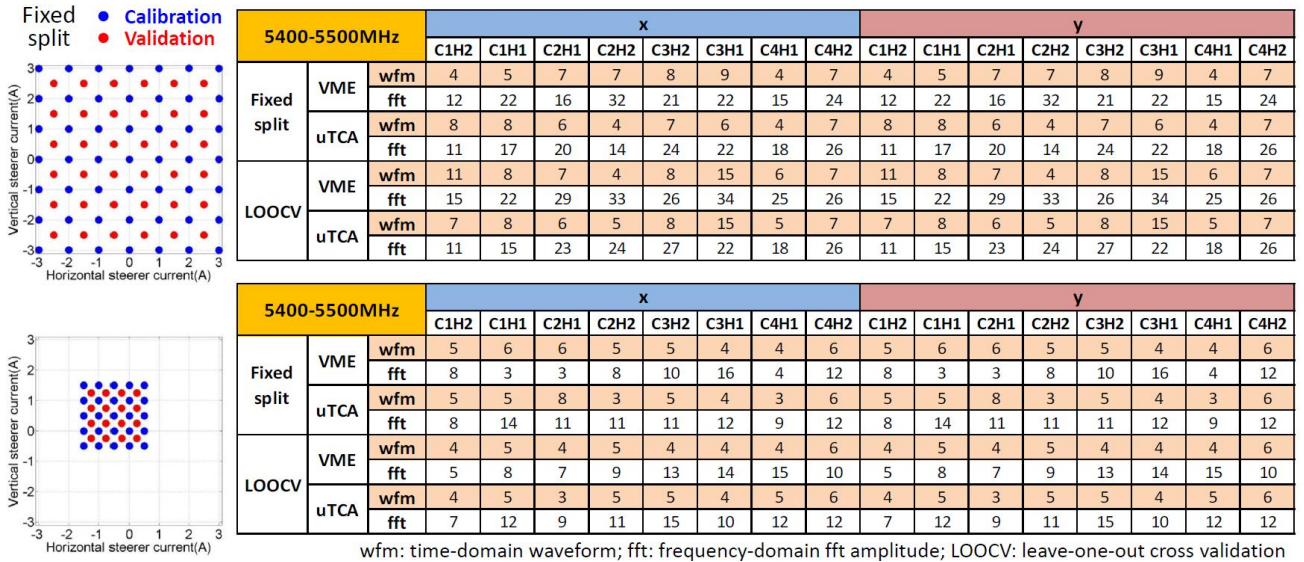 Fixed split
● Calibration
● Validation
Vertical steerer current(A)
3
2
1
0
-1
-2
-3
-3 -2 -1 0 1 2 3
Horizontal steerer current(A)
5400-5500MHz x y
C1H2 C1H1 C2H1 C2H2 C3H2 C3H1 C4H1 C4H2 C1H2 C1H1 C2H1 C2H2 C3H2 C3H1 C4H1 C4H2
Fixed split VME wfm 4 5 7 7 8 9 4 7 4 5 7 7 8 9 4 7
fft 12 22 16 32 21 22 15 24 12 22 16 32 21 22 15 24
uTCA wfm 8 8 6 4 7 6 4 7 8 8 6 4 7 6 4 7
fft 11 17 20 14 24 22 18 26 11 17 20 14 24 22 18 26
LOOCV VME wfm 11 8 7 4 8 15 6 7 11 8 7 4 8 15 6 7
fft 15 22 29 33 26 34 25 26 15 22 29 33 26 34 25 26
uTCA wfm 7 8 6 5 8 15 5 7 7 8 6 5 8 15 5 7
fft 11 15 23 24 27 22 18 26 11 15 23 24 27 22 18 26
Vertical steerer current(A)
3
2
1
0
-1
-2
-3
-3 -2 -1 0 1 2 3
Horizontal steerer current(A)
5400-5500MHz x y
C1H2 C1H1 C2H1 C2H2 C3H2 C3H1 C4H1 C4H2 C1H2 C1H1 C2H1 C2H2 C3H2 C3H1 C4H1 C4H2
Fixed split VME wfm 5 6 6 5 5 4 4 6 5 6 6 5 5 4 4 6
fft 8 3 3 8 10 16 4 12 8 3 3 8 10 16 4 12
uTCA wfm 5 5 8 3 5 4 3 6 5 5 8 3 5 4 3 6
fft 8 14 11 11 11 12 9 12 8 14 11 11 11 12 9 12
LOOCV VME wfm 4 5 4 5 4 4 4 6 4 5 4 5 4 4 4 6
fft 5 8 7 9 13 14 15 10 5 8 7 9 13 14 15 10
uTCA wfm 4 5 3 5 5 4 5 6 4 5 3 5 5 4 5 6
fft 7 12 9 11 15 10 12 12 7 12 9 11 15 10 12 12
wfm: time-domain waveform; fft: frequency-domain fft amplitude; LOOCV: leave-one-out cross validation